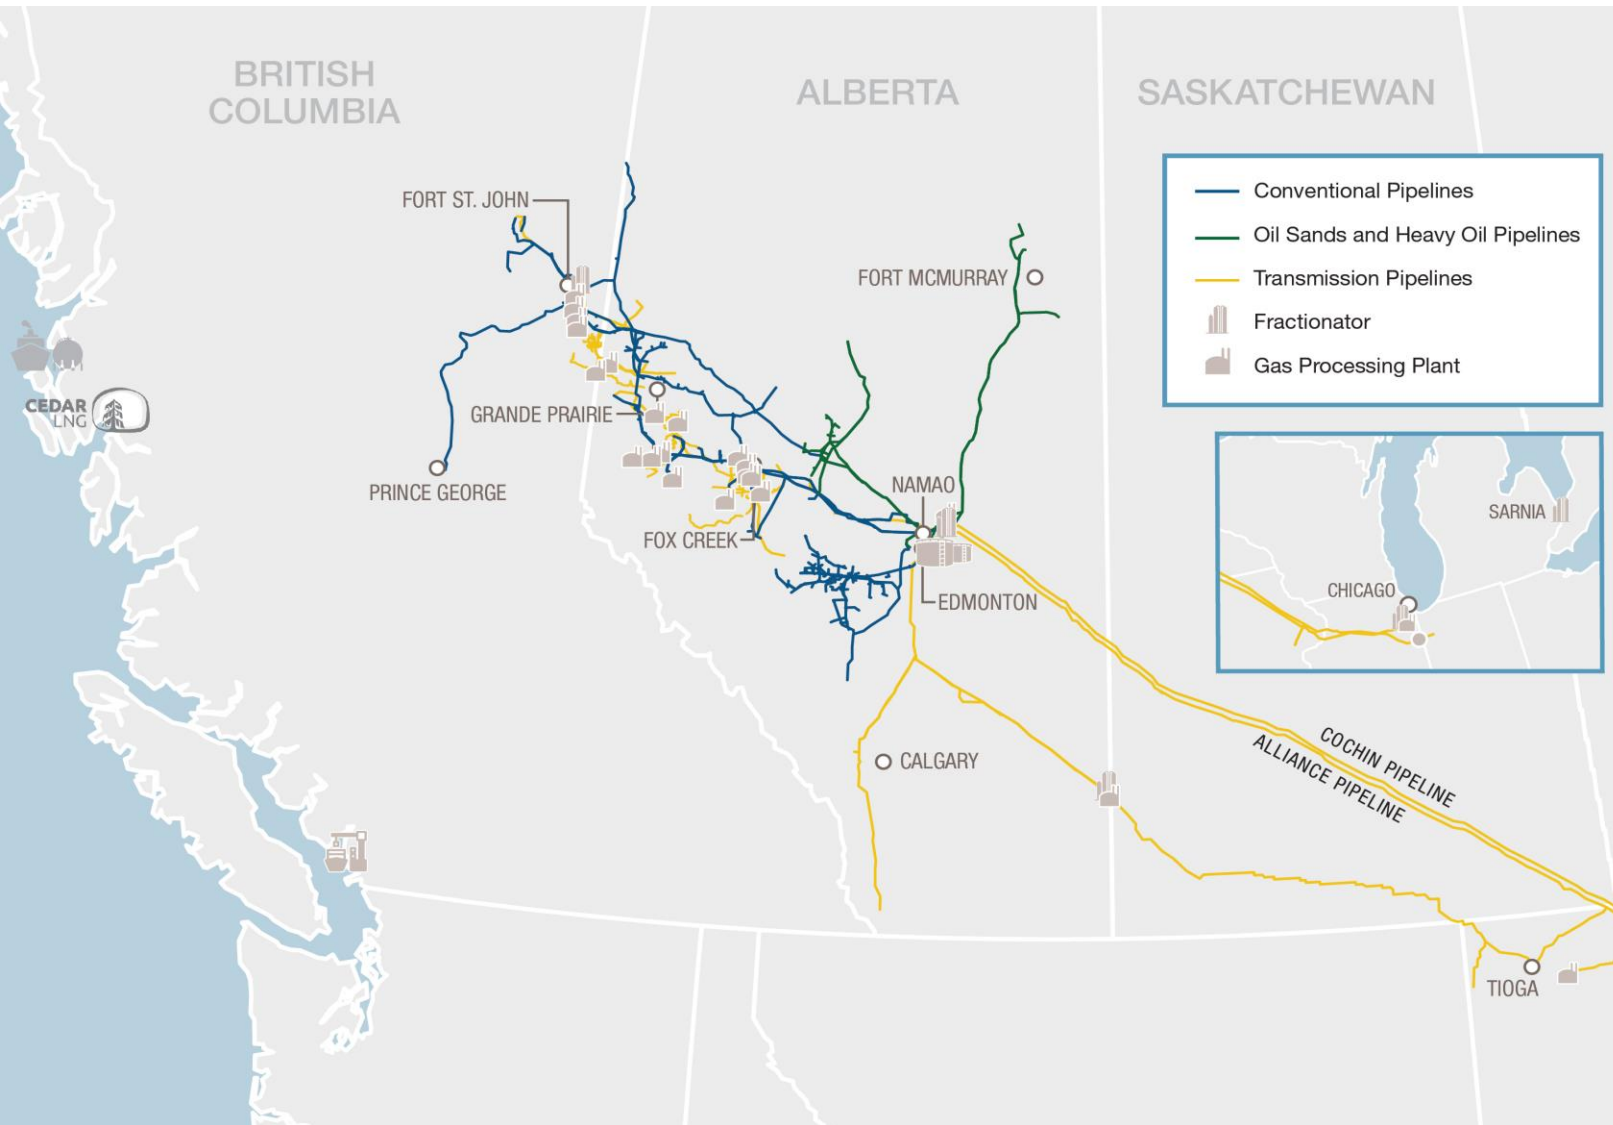 BRITISH
COLUMBIA
ALBERTA
SASKATCHEWAN
Conventional Pipelines
Oil Sands and Heavy Oil Pipelines
Transmission Pipelines
Fractionator
Gas Processing Plant
FORT ST. JOHN
FORT MCMURRAY
CEDAR
LNG
GRANDE PRAIRIE
PRINCE GEORGE
NAMAO
FOX CREEK
EDMONTON
SARNIA
CHICAGO
CALGARY
COCHIN PIPELINE
ALLIANCE PIPELINE
TIOGA